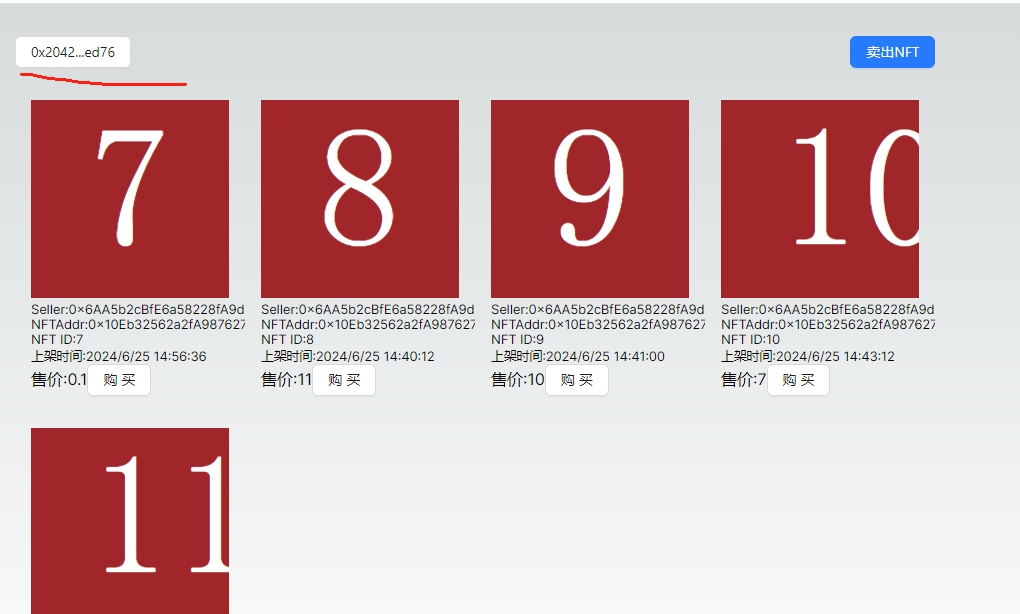 0x2042...ed76
卖出NFT
7
8
9
10
Seller:0×6AA5b2cBfE6a58228fA9d
NFTAddr:0×10Eb32562a2fA987627
NFT ID:7
上架时间:2024/6/25 14:56:36
售价:0.1 购 买
Seller:0×6AA5b2cBfE6a58228fA9d
NFTAddr:0×10Eb32562a2fA987627
NFT ID:8
上架时间:2024/6/25 14:40:12
售价:11 购 买
Seller:0×6AA5b2cBfE6a58228fA9d
NFTAddr:0×10Eb32562a2fA987627
NFT ID:9
上架时间:2024/6/25 14:41:00
售价:10 购 买
Seller:0×6AA5b2cBfE6a58228fA9d
NFTAddr:0×10Eb32562a2fA987627
NFT ID:10
上架时间:2024/6/25 14:43:12
售价:7 购 买
11